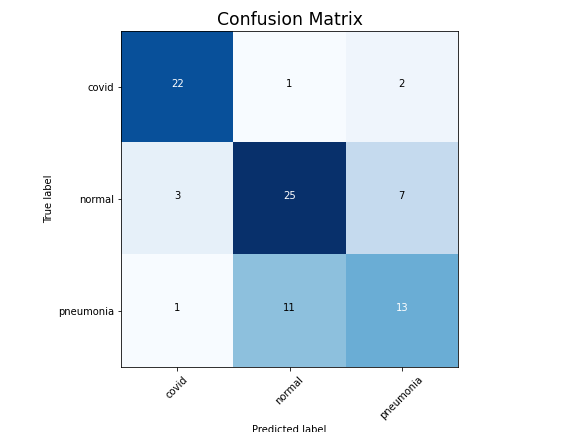 Confusion Matrix
covid 22 1 2
normal 3 25 7
pneumonia 1 11 13
True label
covid normal pneumonia
Predicted label